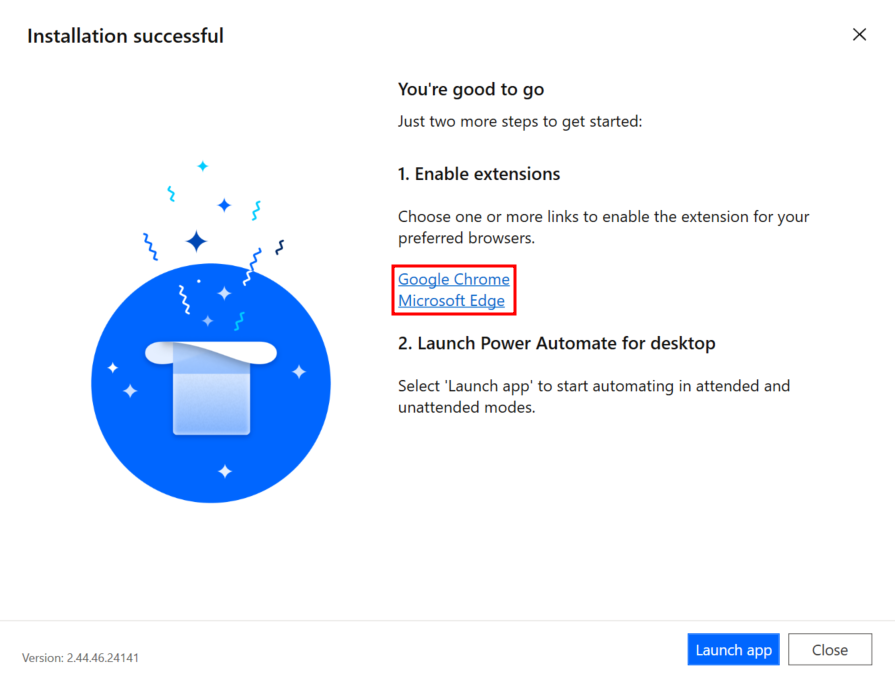 Installation successful
You're good to go
Just two more steps to get started:
1. Enable extensions
Choose one or more links to enable the extension for your
preferred browsers.
Google Chrome
Microsoft Edge
2. Launch Power Automate for desktop
Select 'Launch app' to start automating in attended and
unattended modes.
Version: 2.44.46.24141
Launch app
Close